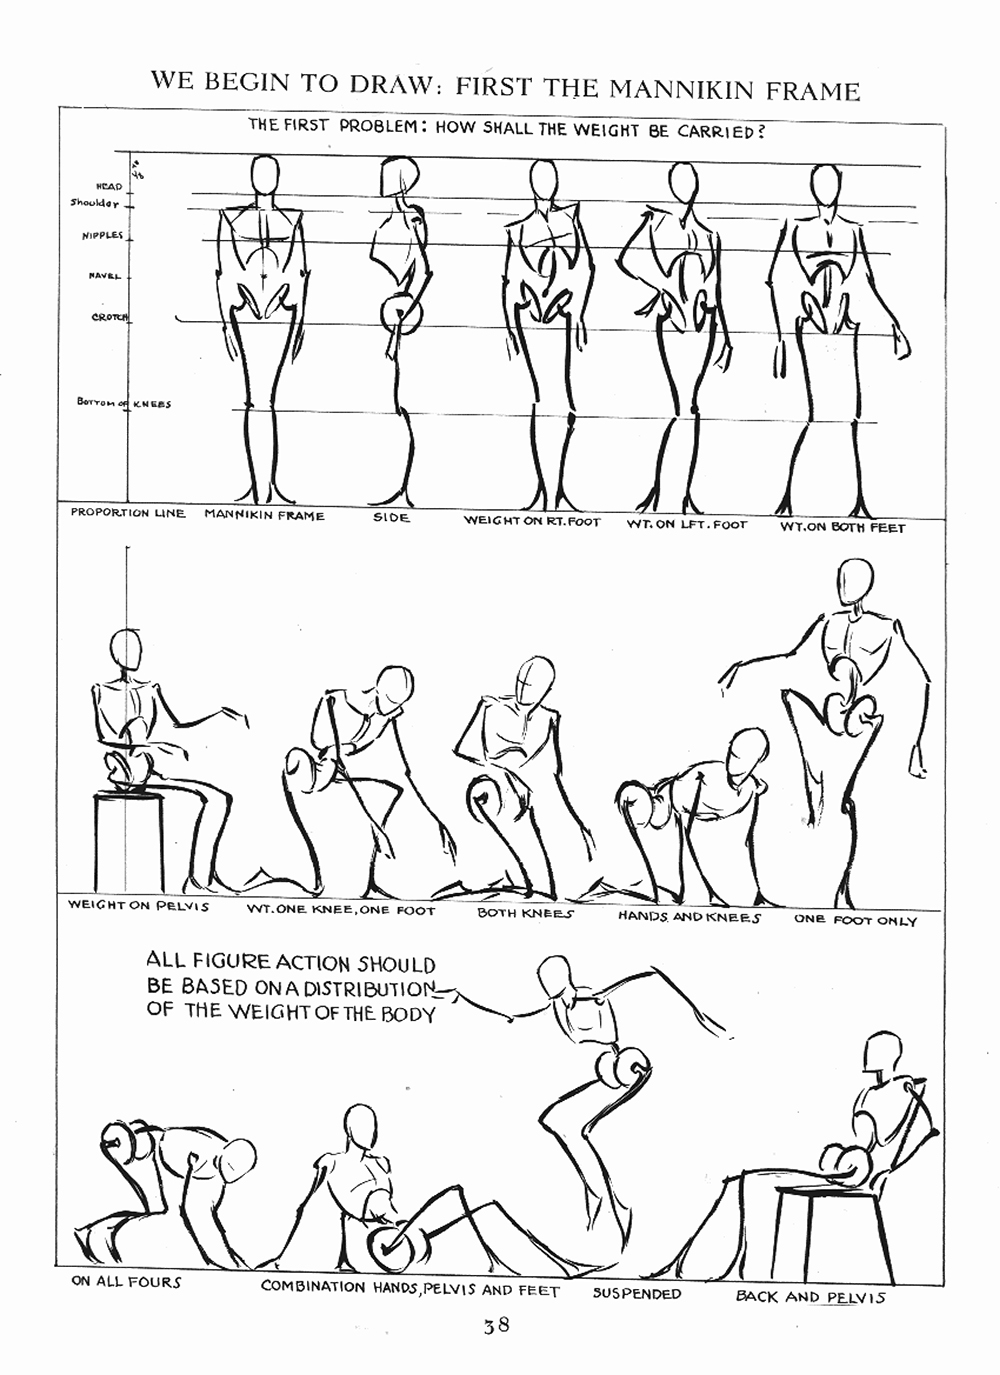 WE BEGIN TO DRAW: FIRST THE MANNIKIN FRAME
THE FIRST PROBLEM: HOW SHALL THE WEIGHT BE CARRIED?
HEAD
Shoulder
NIPPLES
NAVEL
CROTCH
BOTTOM OF KNEES
PROPORTION LINE
MANNIKIN FRAME
SIDE
WEIGHT ON RT. FOOT
WT. ON LFT. FOOT
WT. ON BOTH FEET
WEIGHT ON PELVIS
WT. ONE KNEE, ONE FOOT
BOTH KNEES
HANDS AND KNEES
ONE FOOT ONLY
ALL FIGURE ACTION SHOULD
BE BASED ON A DISTRIBUTION
OF THE WEIGHT OF THE BODY
ON ALL FOURS
COMBINATION HANDS, PELVIS AND FEET
SUSPENDED
BACK AND PELVIS
38